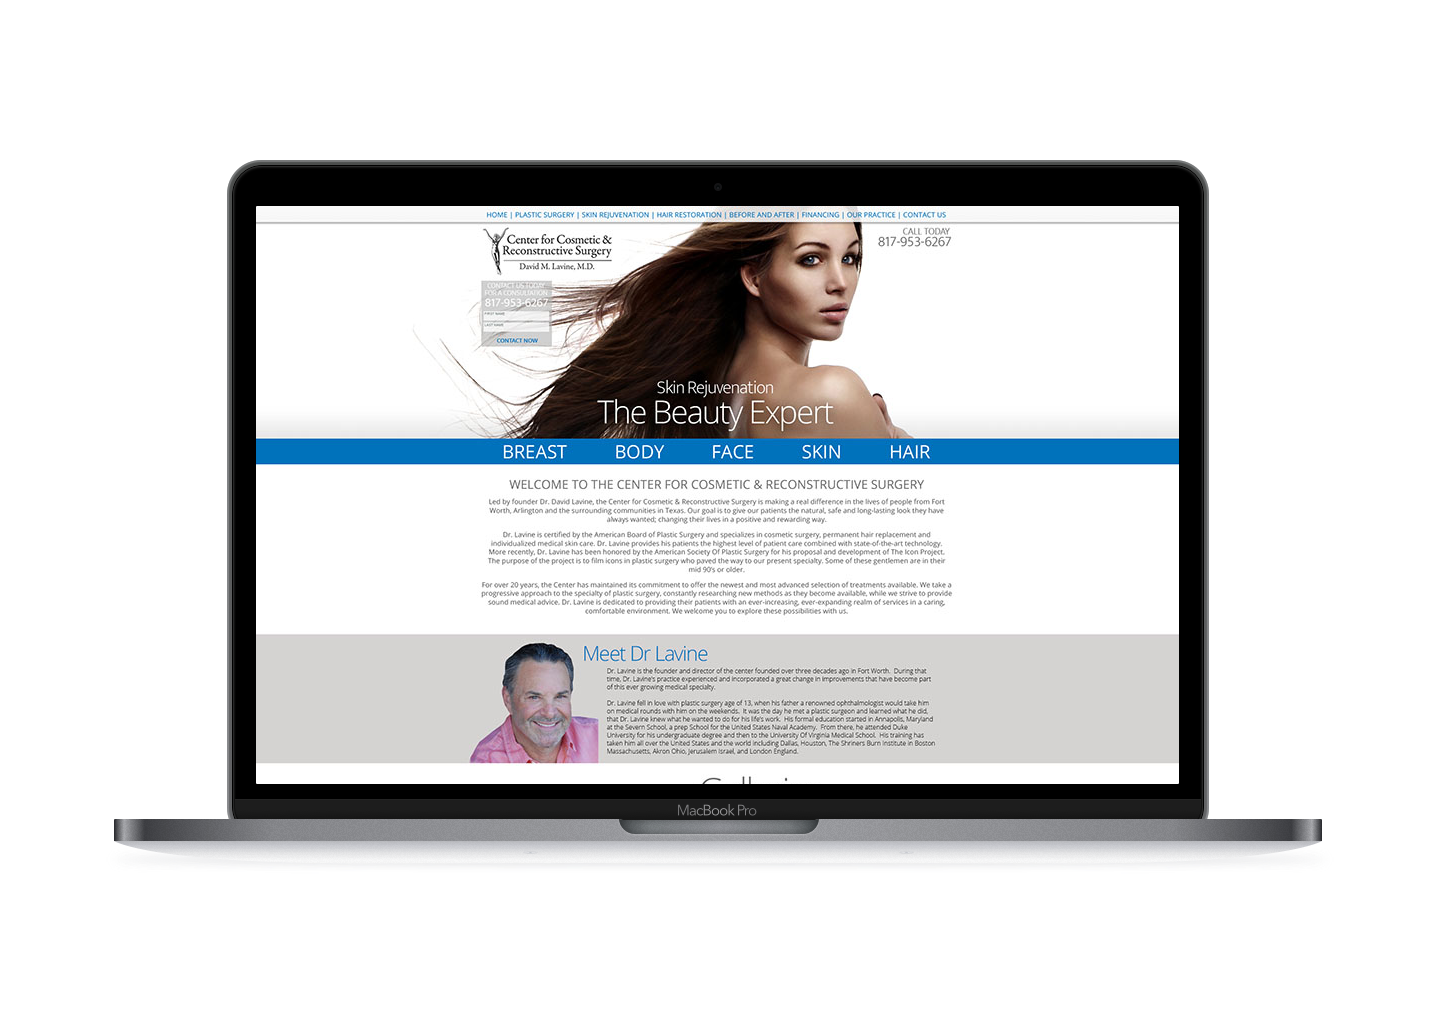 HOME | PLASTIC SURGERY | SKIN REJUVENATION | HAIR RESTORATION | BEFORE AND AFTER | FINANCING | OUR PRACTICE | CONTACT US
Center for Cosmetic &
Reconstructive Surgery
David M. Lavine, M.D.
CALL TODAY
817-953-6267
CONTACT US TODAY
FOR A CONSULTATION
817-953-6267
FIRST NAME
LAST NAME
CONTACT NOW
Skin Rejuvenation
The Beauty Expert
BREAST BODY FACE SKIN HAIR
WELCOME TO THE CENTER FOR COSMETIC & RECONSTRUCTIVE SURGERY
Led by founder Dr. David Lavine, the Center for Cosmetic & Reconstructive Surgery is making a real difference in the lives of people from Fort
Worth, Arlington and the surrounding communities in Texas. Our goal is to give our patients the natural, safe and long-lasting look they have
always wanted; changing their lives in a positive and rewarding way.
Dr. Lavine is certified by the American Board of Plastic Surgery and specializes in cosmetic surgery, permanent hair replacement and
individualized medical skin care. Dr. Lavine provides his patients the highest level of patient care combined with state-of-the-art technology.
More recently, Dr. Lavine has been honored by the American Society Of Plastic Surgery for his proposal and development of The Icon Project.
The purpose of the project is to film icons in plastic surgery who paved the way to our present specialty. Some of these gentlemen are in their
mid 90's or older.
For over 20 years, the Center has maintained its commitment to offer the newest and most advanced selection of treatments available. We take a
progressive approach to the specialty of plastic surgery, constantly researching new methods as they become available, while we strive to provide
sound medical advice. Dr. Lavine is dedicated to providing their patients with an ever-increasing, ever-expanding realm of services in a caring,
comfortable environment. We welcome you to explore these possibilities with us.
Meet Dr Lavine
Dr. Lavine is the founder and director of the center founded over three decades ago in Fort Worth. During that
time, Dr. Lavine's practice experienced and incorporated a great change in improvements that have become part
of this ever growing medical specialty.
Dr. Lavine fell in love with plastic surgery age of 13, when his father a renowned ophthalmologist would take him
on medical rounds with him on the weekends. It was the day he met a plastic surgeon and learned what he did,
that Dr. Lavine knew what he wanted to do for his life's work. His formal education started in Annapolis, Maryland
at the Severn School, a prep School for the United States Naval Academy. From there, he attended Duke
University for his undergraduate degree and then to the University Of Virginia Medical School. His training has
taken him all over the United States and the world including Dallas, Houston, The Shriners Burn Institute in Boston
Massachusetts, Akron Ohio, Jerusalem Israel, and London England.
MacBook Pro